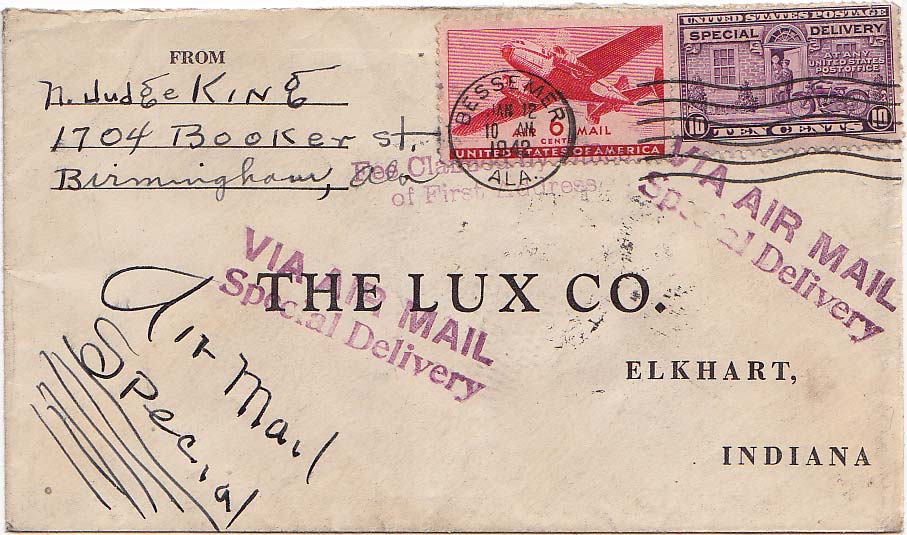 FROM
N. Judge KING
1704 Booker St.,
Birmingham, Ala
BESSEMER
JAN 12
10 AM
1942
ALA.
AIR 6 MAIL
CENTS
UNITED STATES OF AMERICA
UNITED STATES POSTAGE
SPECIAL DELIVERY
AT ANY
UNITED STATES
POST OFFICE
10 TEN CENTS 10
Fee Claimed
of First Address
VIA AIR MAIL
Special Delivery
VIA AIR MAIL
Special Delivery
THE LUX CO.
ELKHART,
INDIANA
Air Mail
Special